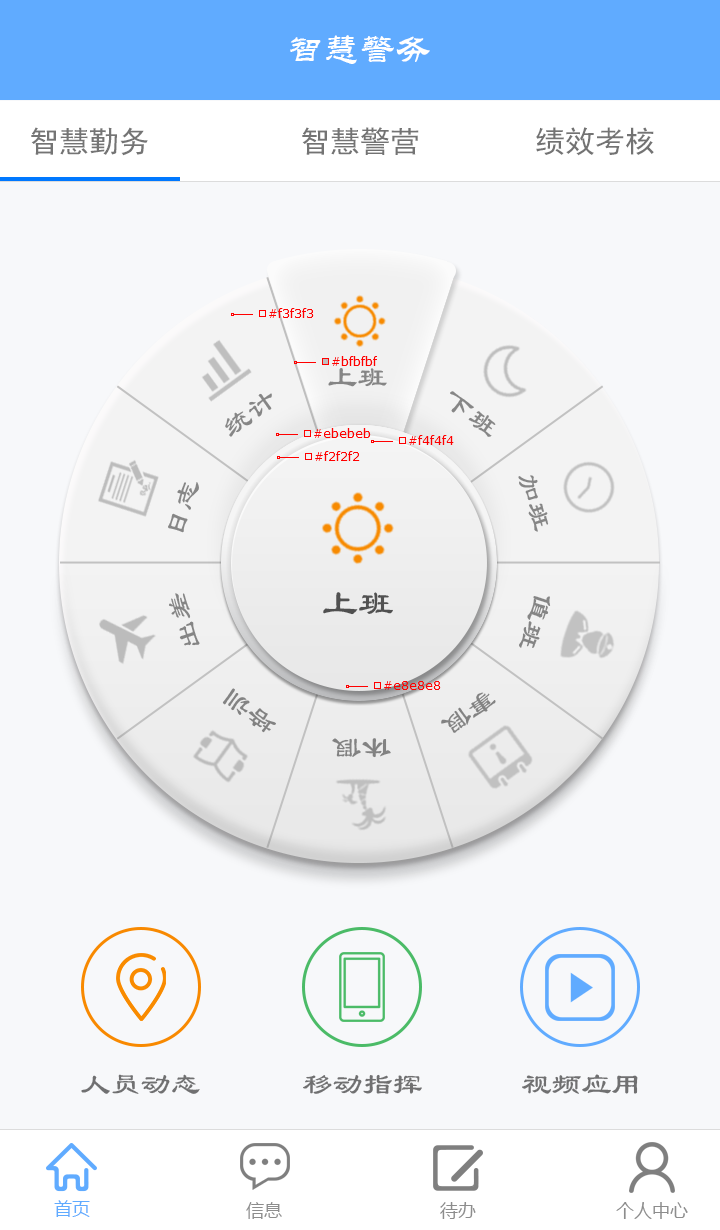 智慧警务
智慧勤务
智慧警营
绩效考核
#f3f3f3
#bfbfbf
上班
统计
下班
#ebebeb
#f4f4f4
#f2f2f2
日志
加班
上班
出差
值班
#e8e8e8
培训
事假
休假
人员动态
移动指挥
视频应用
首页
信息
待办
个人中心